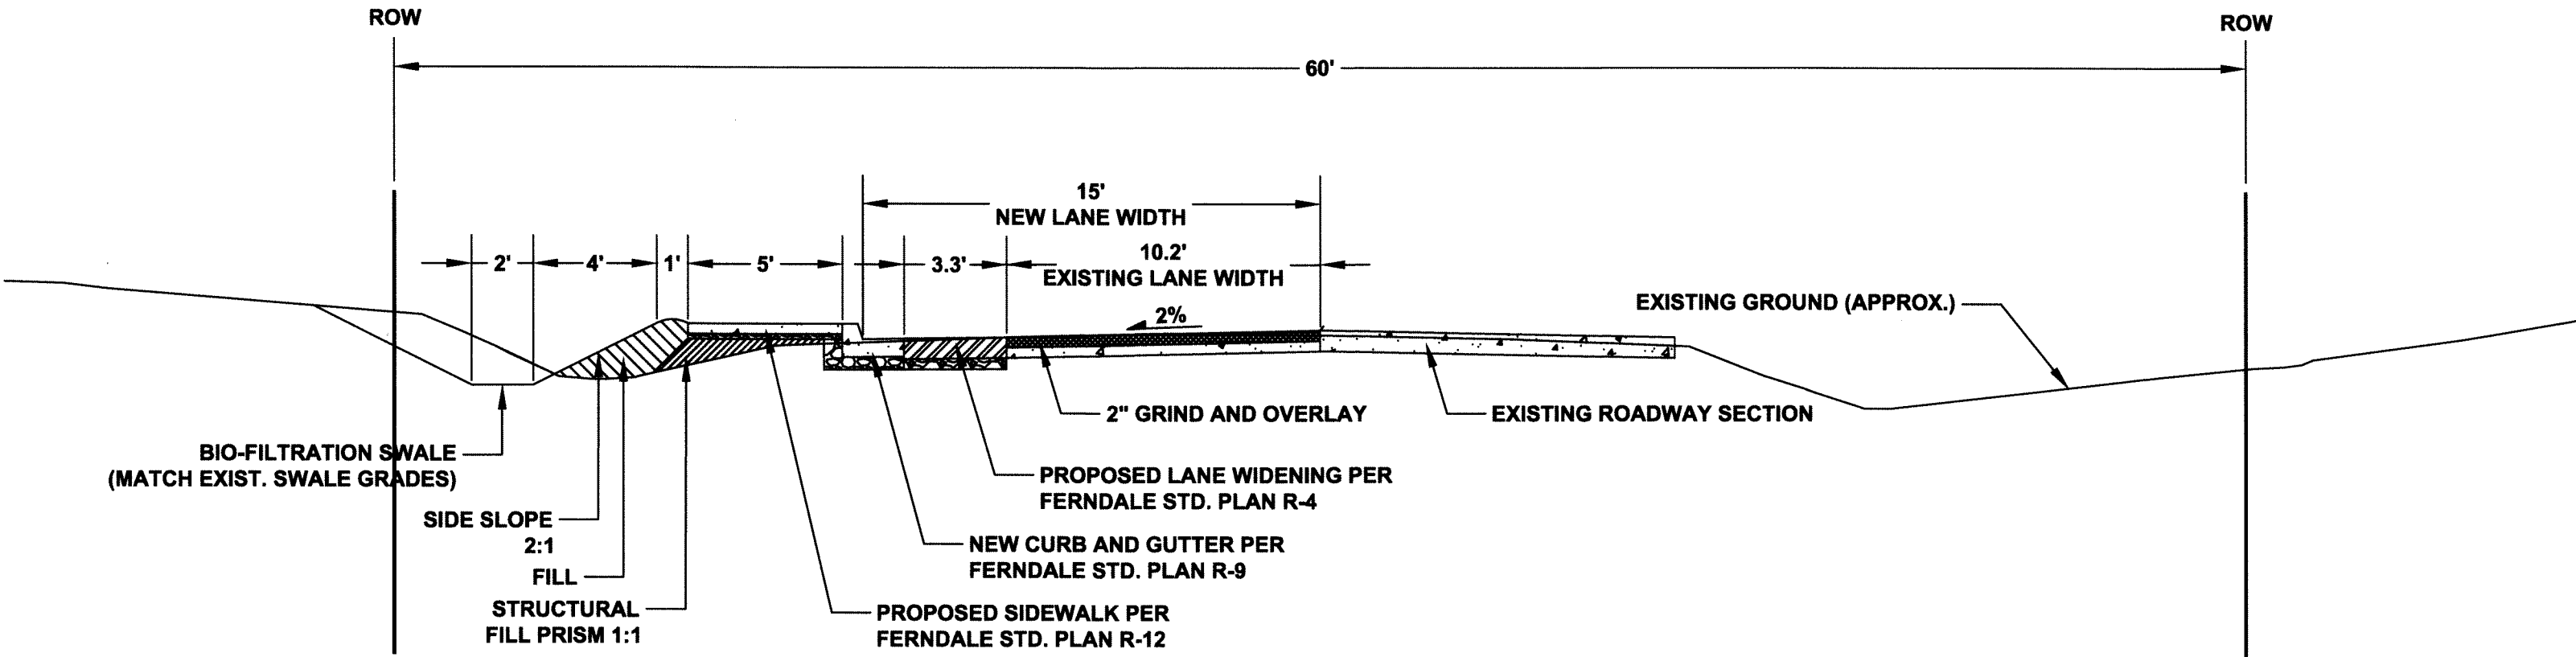 ROW
ROW
60'
15'
NEW LANE WIDTH
2'
4'
1'
5'
3.3'
10.2'
EXISTING LANE WIDTH
2%
EXISTING GROUND (APPROX.)
2" GRIND AND OVERLAY
EXISTING ROADWAY SECTION
BIO-FILTRATION SWALE
(MATCH EXIST. SWALE GRADES)
PROPOSED LANE WIDENING PER
FERNDALE STD. PLAN R-4
SIDE SLOPE
2:1
NEW CURB AND GUTTER PER
FERNDALE STD. PLAN R-9
FILL
STRUCTURAL
FILL PRISM 1:1
PROPOSED SIDEWALK PER
FERNDALE STD. PLAN R-12